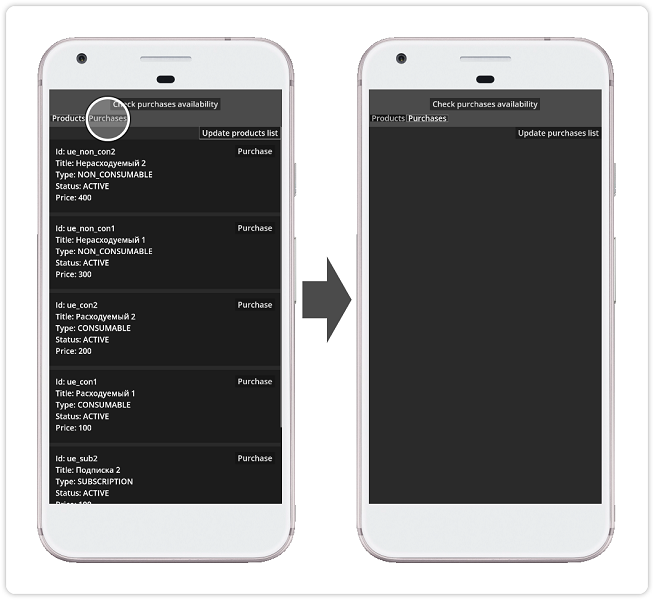 Check purchases availability
Products Purchases
Update products list
Id: ue_non_con2 Purchase
Title: Нерасходуемый 2
Type: NON_CONSUMABLE
Status: ACTIVE
Price: 400
Id: ue_non_con1 Purchase
Title: Нерасходуемый 1
Type: NON_CONSUMABLE
Status: ACTIVE
Price: 300
Id: ue_con2 Purchase
Title: Расходуемый 2
Type: CONSUMABLE
Status: ACTIVE
Price: 200
Id: ue_con1 Purchase
Title: Расходуемый 1
Type: CONSUMABLE
Status: ACTIVE
Price: 100
Id: ue_sub2 Purchase
Title: Подписка 2
Type: SUBSCRIPTION
Status: ACTIVE
Price: 100
Check purchases availability
Products Purchases
Update purchases list